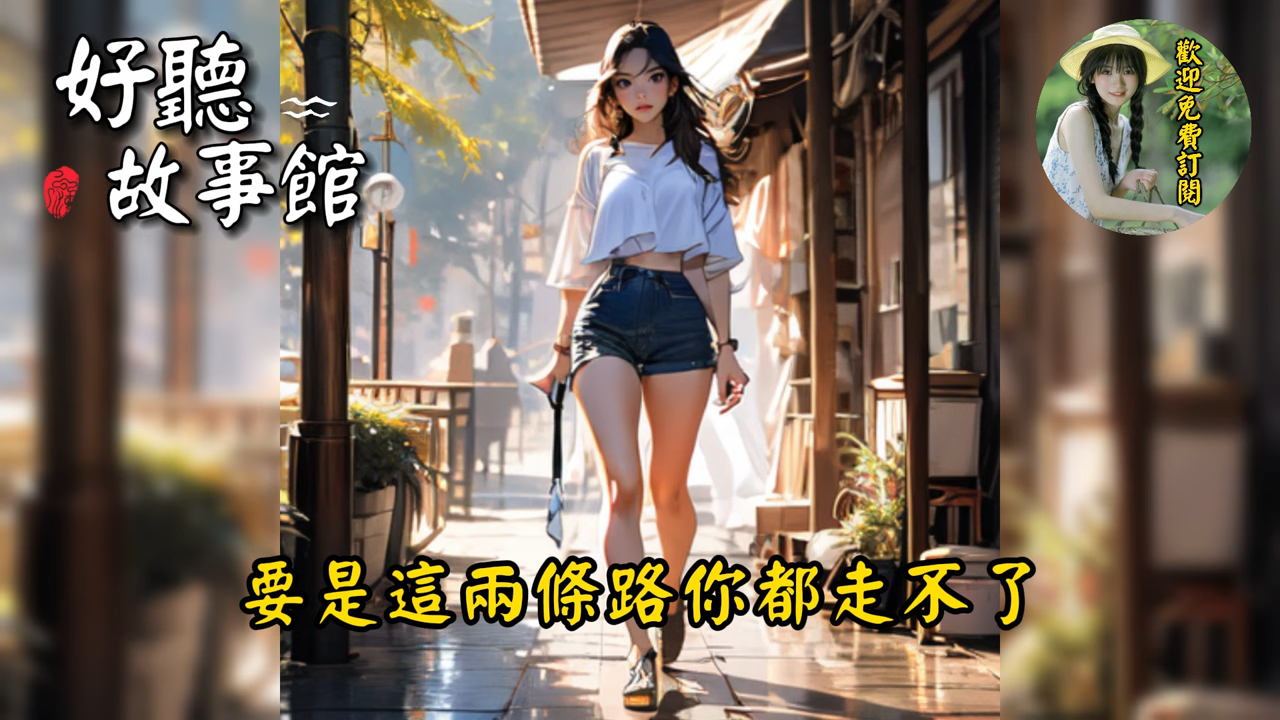 好聽
故事館
歡迎免費訂閱
要是這兩條路你都走不了